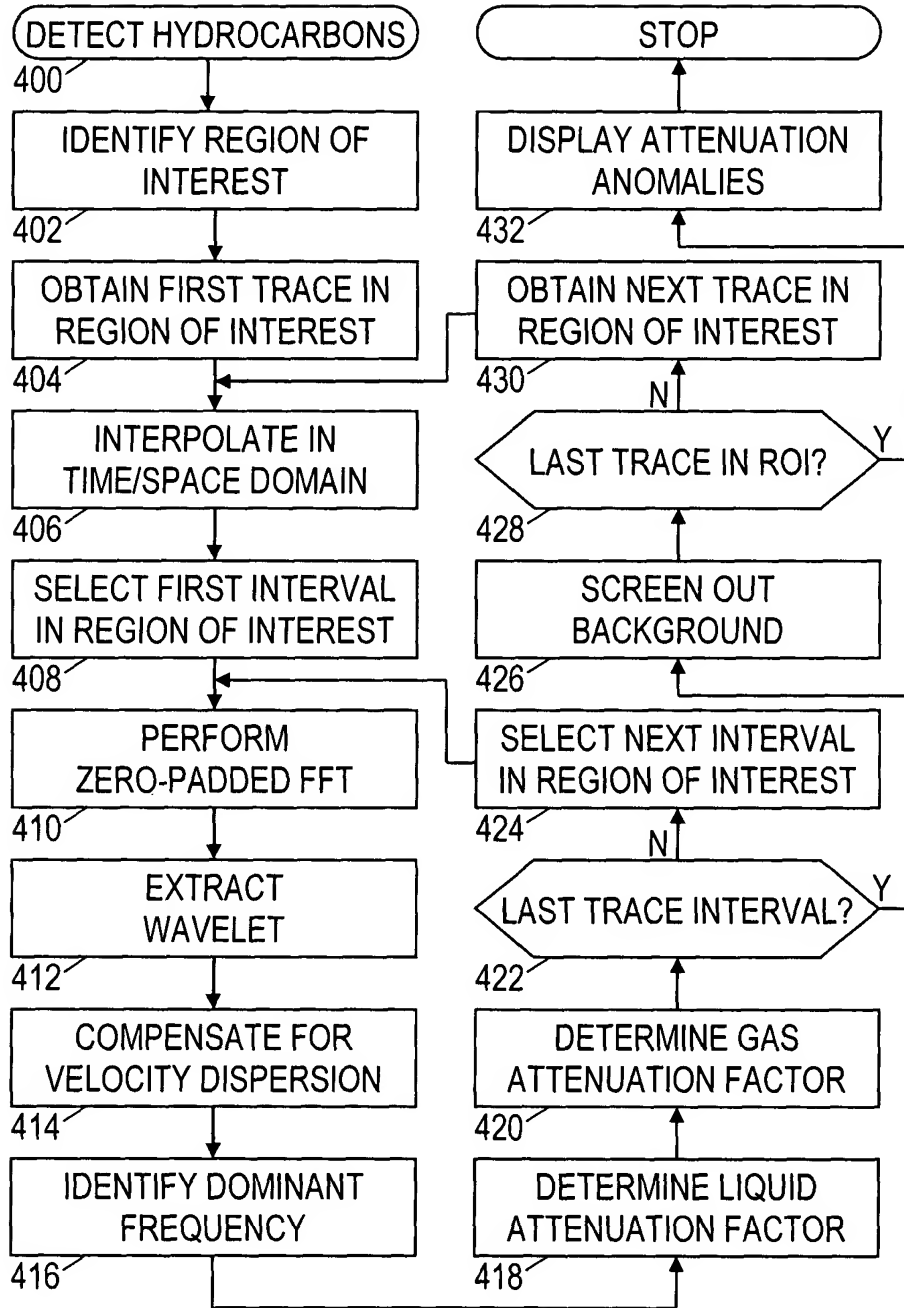 DETECT HYDROCARBONS
400
IDENTIFY REGION OF
INTEREST
402
OBTAIN FIRST TRACE IN
REGION OF INTEREST
404
INTERPOLATE IN
TIME/SPACE DOMAIN
406
SELECT FIRST INTERVAL
IN REGION OF INTEREST
408
PERFORM
ZERO-PADDED FFT
410
EXTRACT
WAVELET
412
COMPENSATE FOR
VELOCITY DISPERSION
414
IDENTIFY DOMINANT
FREQUENCY
416
DETERMINE LIQUID
ATTENUATION FACTOR
418
DETERMINE GAS
ATTENUATION FACTOR
420
LAST TRACE INTERVAL?
422
N
Y
SELECT NEXT INTERVAL
IN REGION OF INTEREST
424
SCREEN OUT
BACKGROUND
426
LAST TRACE IN ROI?
428
N
Y
OBTAIN NEXT TRACE IN
REGION OF INTEREST
430
DISPLAY ATTENUATION
ANOMALIES
432
STOP